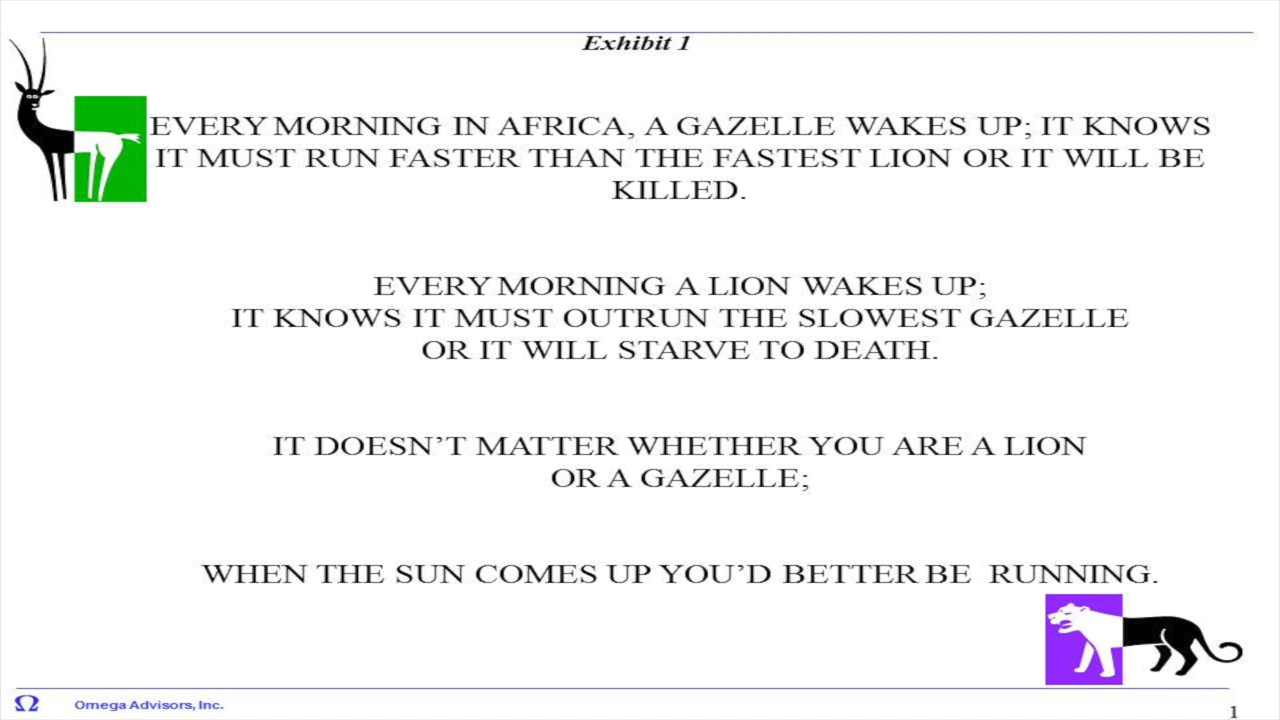 Exhibit 1
EVERY MORNING IN AFRICA, A GAZELLE WAKES UP; IT KNOWS
IT MUST RUN FASTER THAN THE FASTEST LION OR IT WILL BE
KILLED.
EVERY MORNING A LION WAKES UP;
IT KNOWS IT MUST OUTRUN THE SLOWEST GAZELLE
OR IT WILL STARVE TO DEATH.
IT DOESN’T MATTER WHETHER YOU ARE A LION
OR A GAZELLE;
WHEN THE SUN COMES UP YOU’D BETTER BE RUNNING.
Ω Omega Advisors, Inc.
1